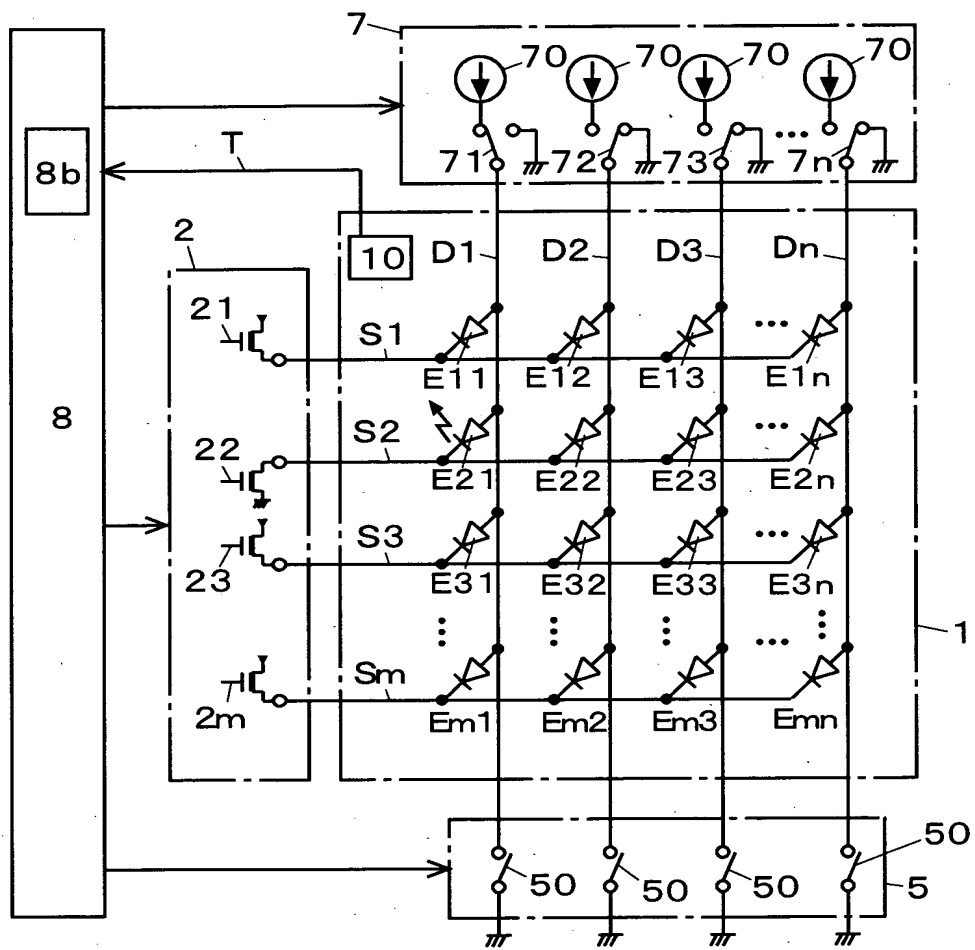 7
70 70 70 70
71 72 73 ... 7n
T
8b
10
D1 D2 D3 Dn
2
21
S1
E11 E12 E13 ... E1n
8
22
S2
E21 E22 E23 ... E2n
23
S3
E31 E32 E33 ... E3n
1
2m
Sm
Em1 Em2 Em3 ... Emn
50
50 50 50
5